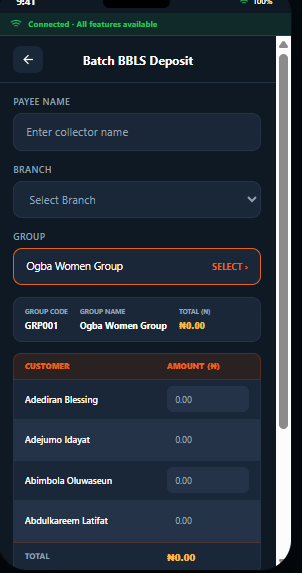 9:41
100%
Connected · All features available
Batch BBLS Deposit
PAYEE NAME
Enter collector name
BRANCH
Select Branch
GROUP
Ogba Women Group SELECT ›
GROUP CODE GROUP NAME TOTAL (₦)
GRP001 Ogba Women Group ₦0.00
CUSTOMER AMOUNT (₦)
Adediran Blessing 0.00
Adejumo Idayat 0.00
Abimbola Oluwaseun 0.00
Abdulkareem Latifat 0.00
TOTAL ₦0.00